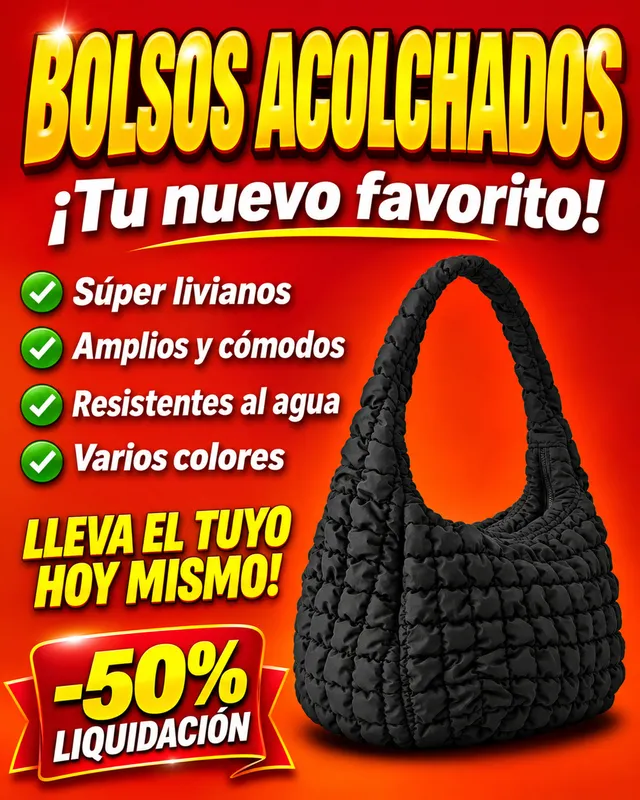 BOLSOS ACOLCHADOS
¡Tu nuevo favorito!
Súper livianos
Amplios y cómodos
Resistentes al agua
Varios colores
LLEVA EL TUYO
HOY MISMO!
-50%
LIQUIDACIÓN